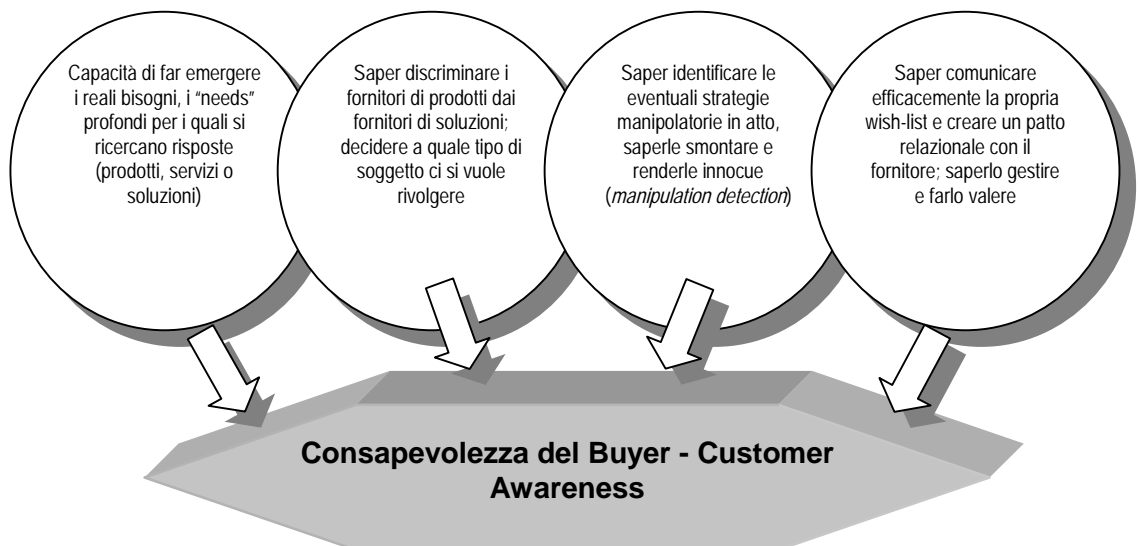 Capacità di far emergere
i reali bisogni, i “needs”
profondi per i quali si
ricercano risposte
(prodotti, servizi o
soluzioni)
Saper discriminare i
fornitori di prodotti dai
fornitori di soluzioni;
decidere a quale tipo di
soggetto ci si vuole
rivolgere
Saper identificare le
eventuali strategie
manipolatorie in atto,
saperle smontare e
renderle innocue
(manipulation detection)
Saper comunicare
efficacemente la propria
wish-list e creare un patto
relazionale con il
fornitore; saperlo gestire
e farlo valere
Consapevolezza del Buyer - Customer
Awareness